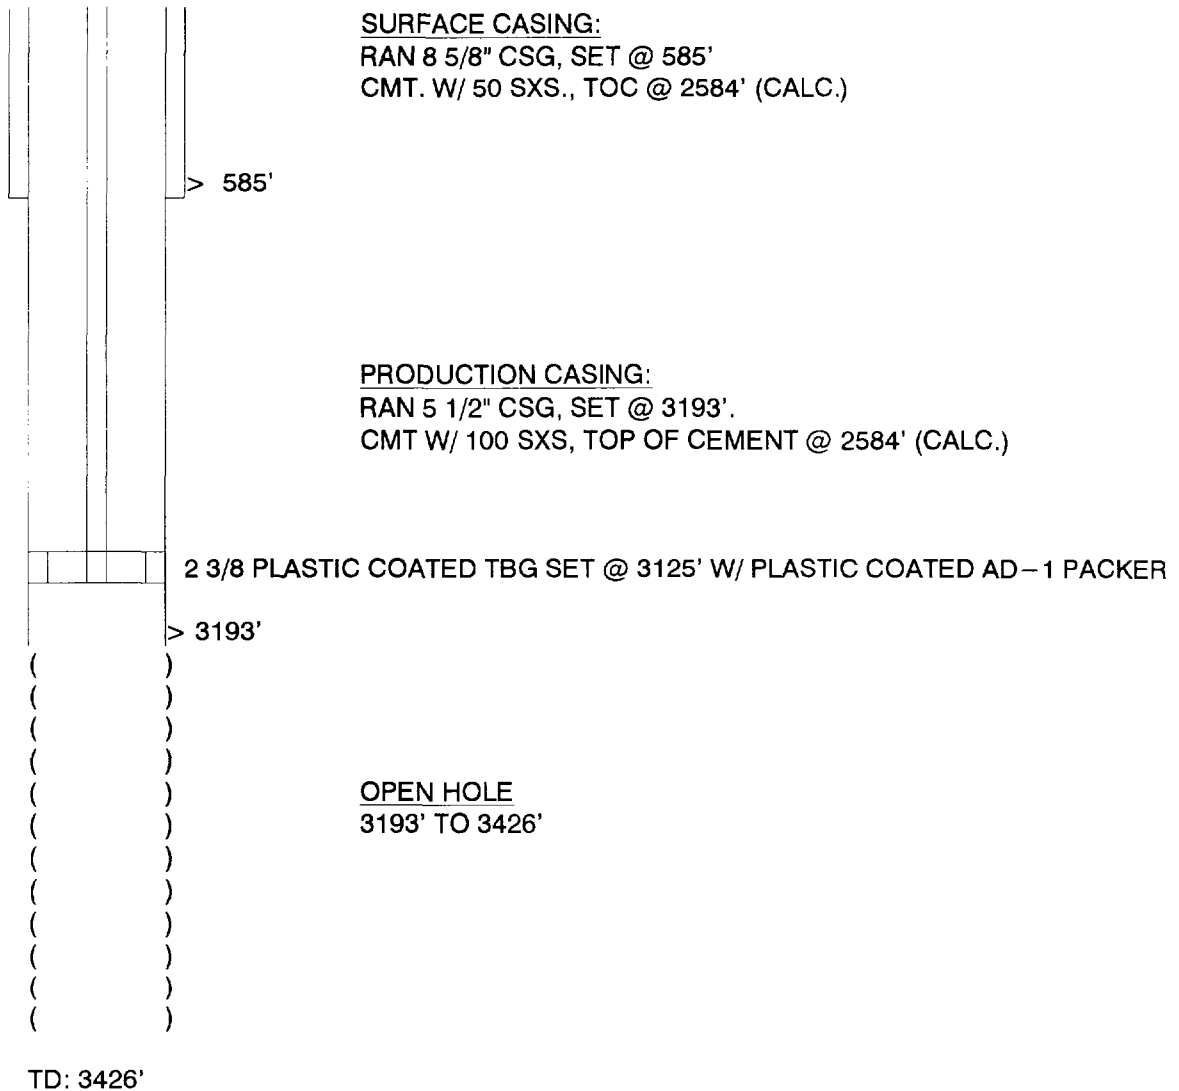 SURFACE CASING:
RAN 8 5/8" CSG, SET @ 585'
CMT. W/ 50 SXS., TOC @ 2584' (CALC.)
> 585'
PRODUCTION CASING:
RAN 5 1/2" CSG, SET @ 3193'.
CMT W/ 100 SXS, TOP OF CEMENT @ 2584' (CALC.)
2 3/8 PLASTIC COATED TBG SET @ 3125' W/ PLASTIC COATED AD-1 PACKER
> 3193'
OPEN HOLE
3193' TO 3426'
TD: 3426'